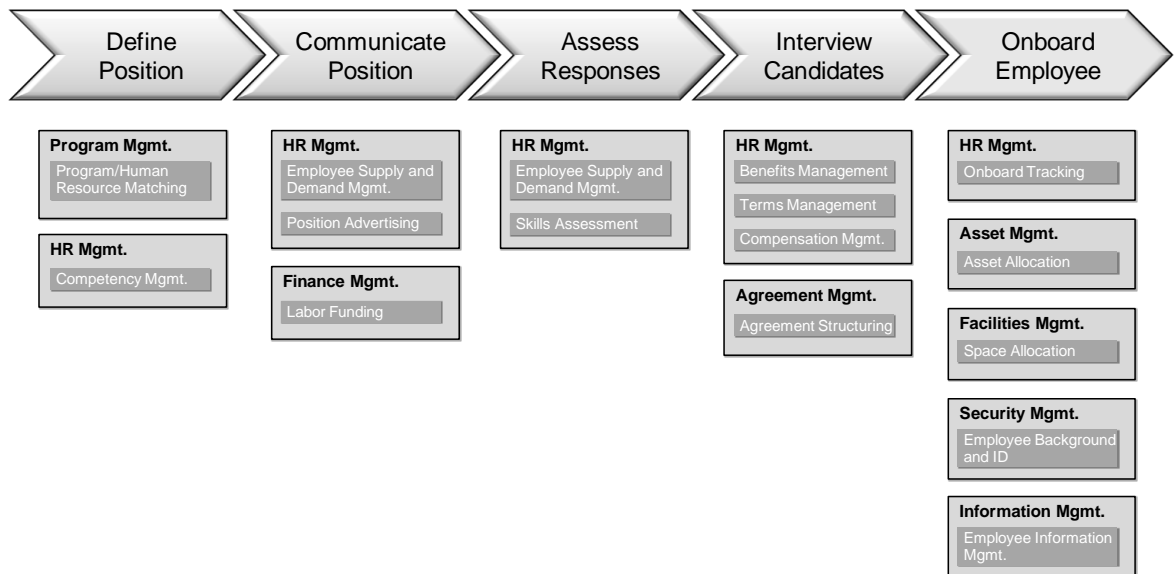 Define
Position
Communicate
Position
Assess
Responses
Interview
Candidates
Onboard
Employee
Program Mgmt.
Program/Human
Resource Matching
HR Mgmt.
Competency Mgmt.
HR Mgmt.
Employee Supply and
Demand Mgmt.
Position Advertising
Finance Mgmt.
Labor Funding
HR Mgmt.
Employee Supply and
Demand Mgmt.
Skills Assessment
HR Mgmt.
Benefits Management
Terms Management
Compensation Mgmt.
Agreement Mgmt.
Agreement Structuring
HR Mgmt.
Onboard Tracking
Asset Mgmt.
Asset Allocation
Facilities Mgmt.
Space Allocation
Security Mgmt.
Employee Background
and ID
Information Mgmt.
Employee Information
Mgmt.